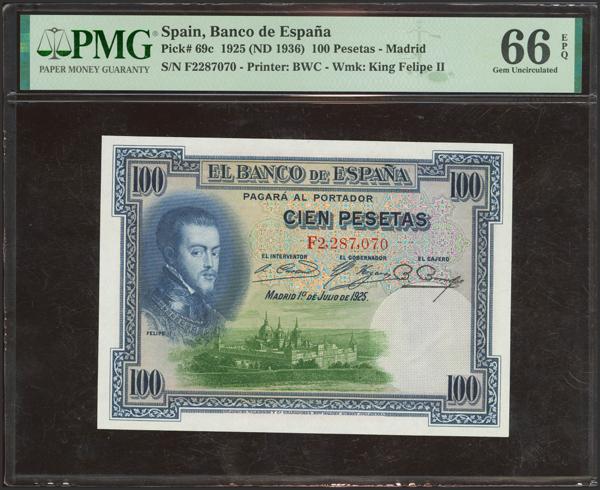 PMG
PAPER MONEY GUARANTY
Spain, Banco de España
Pick# 69c 1925 (ND 1936) 100 Pesetas - Madrid
S/N F2287070 - Printer: BWC - Wmk: King Felipe II
66 EPQ
Gem Uncirculated
100 EL BANCO DE ESPAÑA 100
PAGARÁ AL PORTADOR
CIEN PESETAS
F2,287,070
EL INTERVENTOR EL GOBERNADOR EL CAJERO
MADRID 1º DE JULIO DE 1925.
FELIPE II
100 100